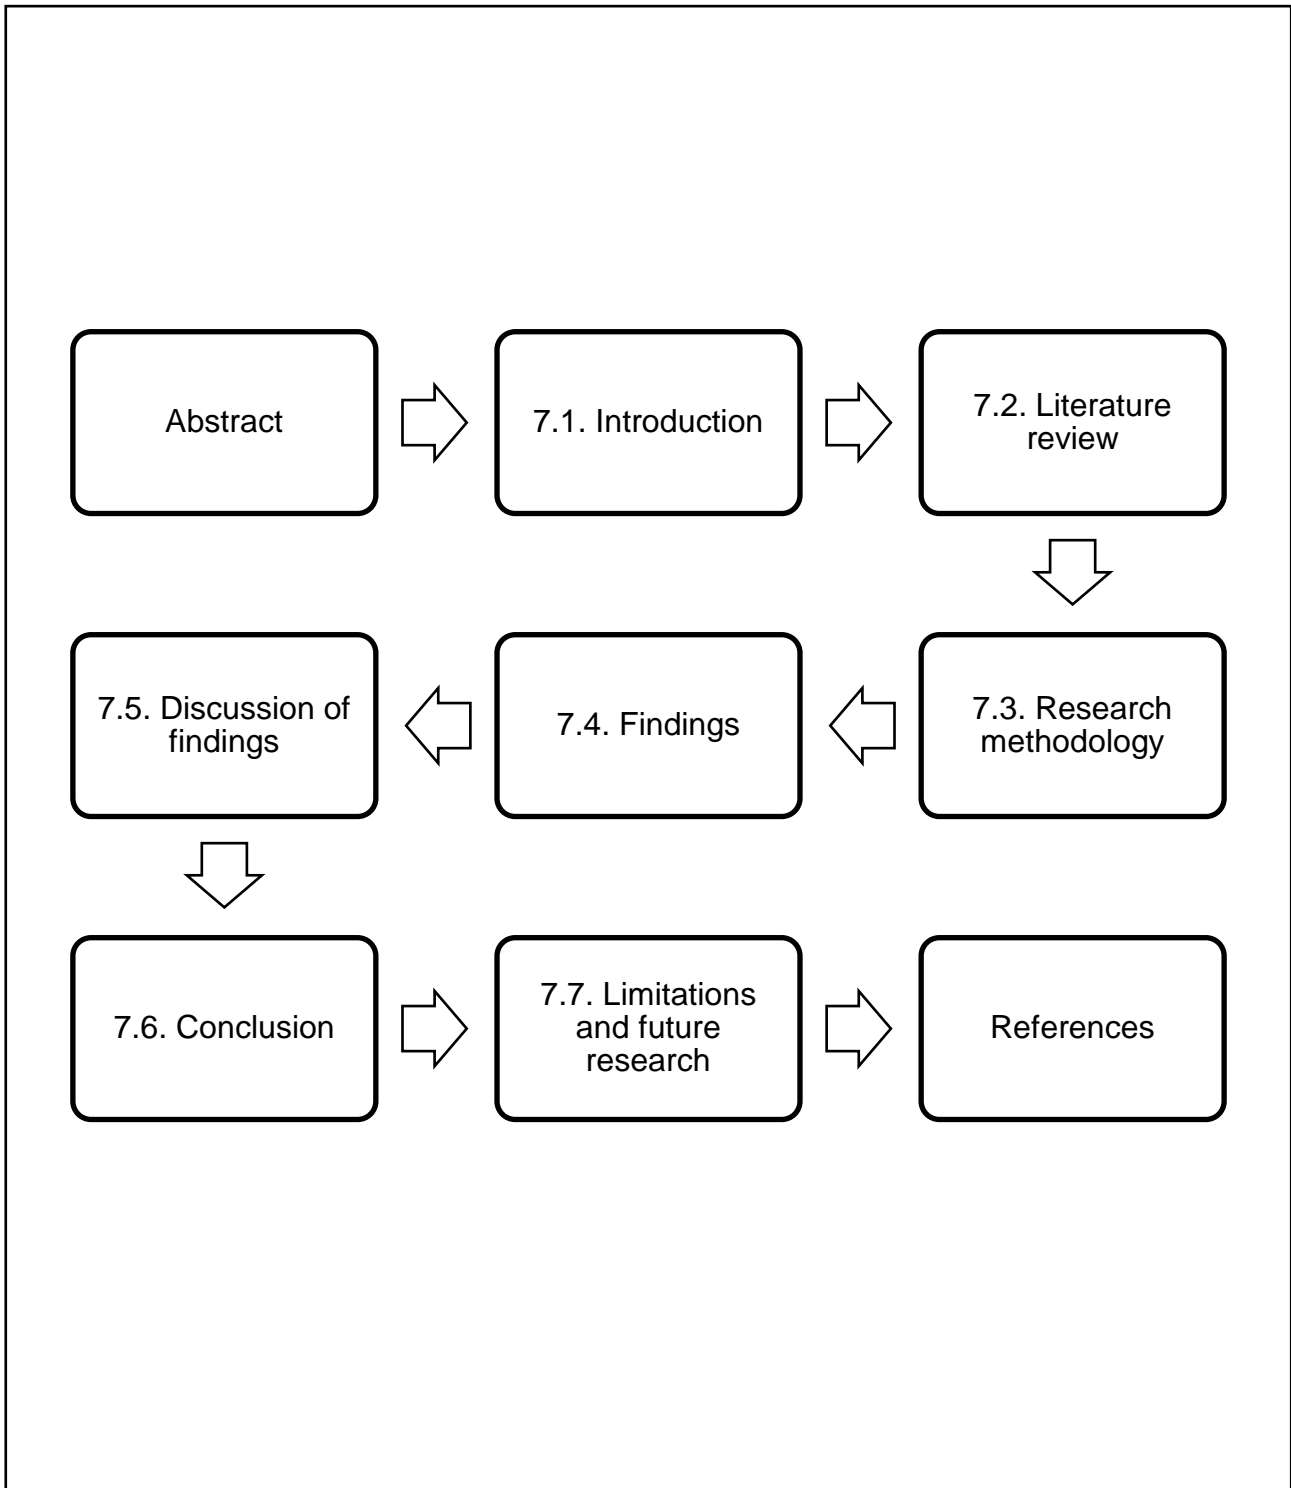 Abstract
7.1. Introduction
7.2. Literature
review
7.3. Research
methodology
7.4. Findings
7.5. Discussion of
findings
7.6. Conclusion
7.7. Limitations
and future
research
References